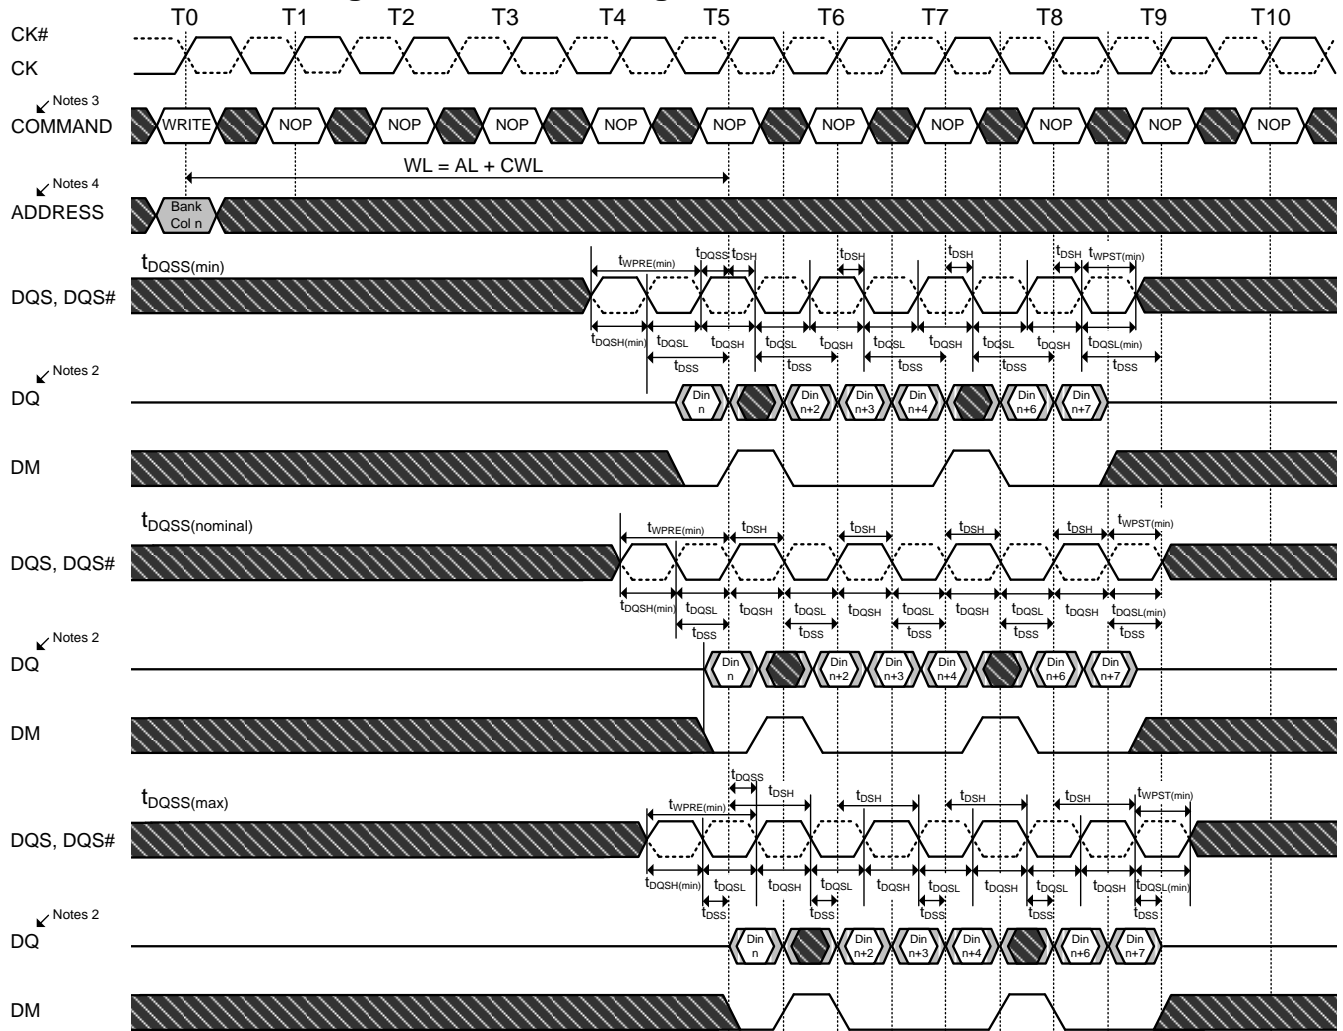 T0 T1 T2 T3 T4 T5 T6 T7 T8 T9 T10
CK#
CK
Notes 3
COMMAND WRITE NOP NOP NOP NOP NOP NOP NOP NOP NOP NOP
WL = AL + CWL
Notes 4
ADDRESS
Bank
Col n
tDQSS(min)
tWPRE(min) tDQSS tDSH tDSH tDSH tDSH tWPST(min)
DQS, DQS#
tDQSH(min) tDQSL tDQSH tDQSL tDQSH tDQSL tDQSH tDQSL tDQSH tDQSL(min)
tDSS tDSS tDSS tDSS tDSS
Notes 2
DQ
Din n Din n+2 Din n+3 Din n+4 Din n+6 Din n+7
DM
tDQSS(nominal)
tWPRE(min) tDSH tDSH tDSH tDSH tWPST(min)
DQS, DQS#
tDQSH(min) tDQSL tDQSH tDQSL tDQSH tDQSL tDQSH tDQSL tDQSH tDQSL(min)
tDSS tDSS tDSS tDSS tDSS
Notes 2
DQ
Din n Din n+2 Din n+3 Din n+4 Din n+6 Din n+7
DM
tDQSS
tDQSS(max)
tWPRE(min) tDSH tDSH tDSH tDSH tWPST(min)
DQS, DQS#
tDQSH(min) tDQSL tDQSH tDQSL tDQSH tDQSL tDQSH tDQSL tDQSH tDQSL(min)
tDSS tDSS tDSS tDSS tDSS
Notes 2
DQ
Din n Din n+2 Din n+3 Din n+4 Din n+6 Din n+7
DM